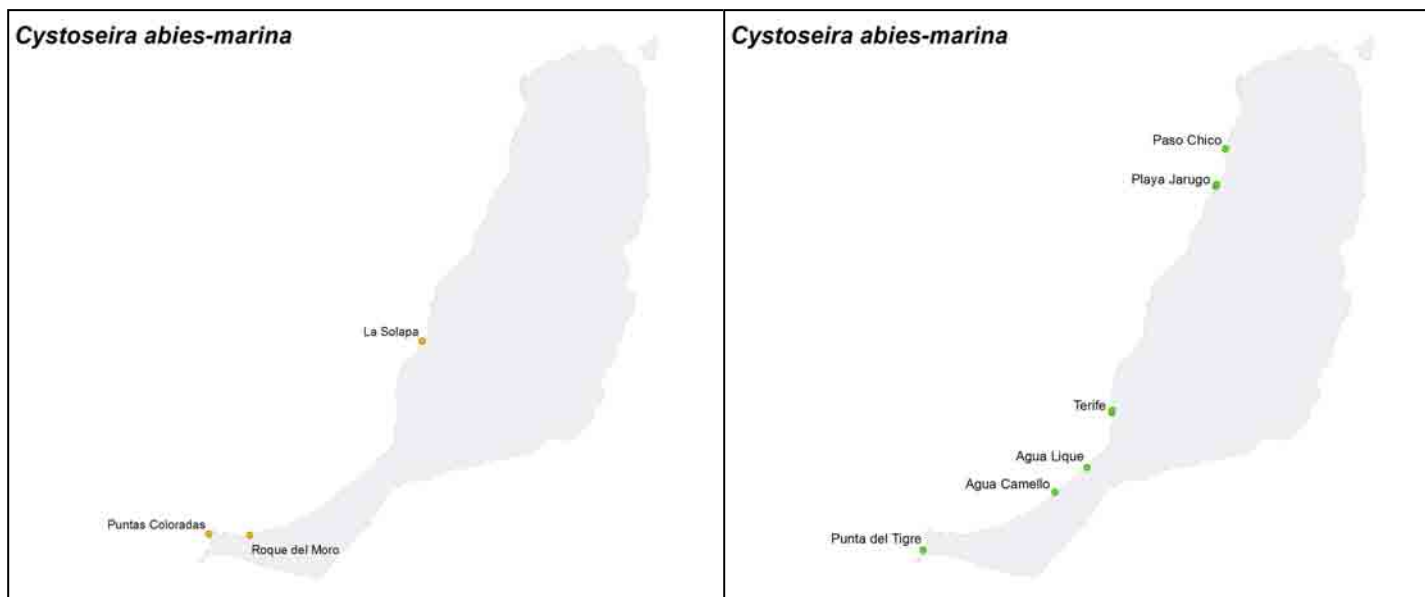 Cystoseira abies-marina
La Solapa
Puntas Coloradas
Roque del Moro
Cystoseira abies-marina
Paso Chico
Playa Jarugo
Terife
Agua Lique
Agua Camello
Punta del Tigre